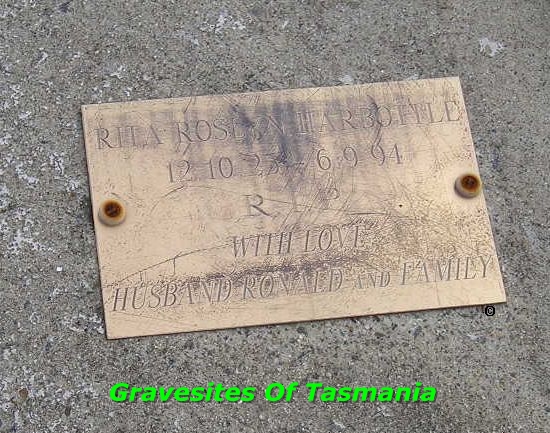 RITA ROSLYN HARBOTTLE
12.10.23 - 6.9.94
R.I.P
WITH LOVE
HUSBAND RONALD AND FAMILY
©
Gravesites Of Tasmania